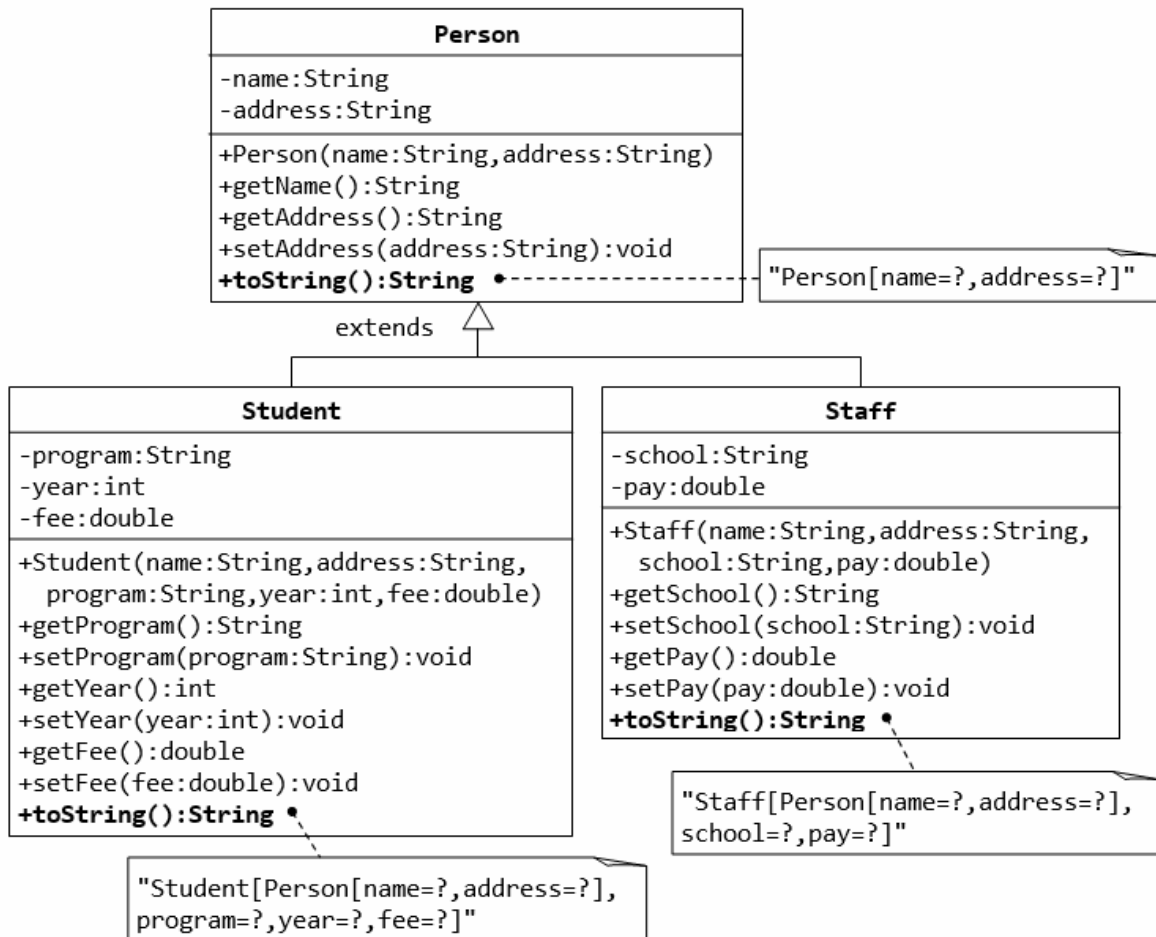 Person
-name:String
-address:String
+Person(name:String,address:String)
+getName():String
+getAddress():String
+setAddress(address:String):void
+toString():String
"Person[name=?,address=?]"
extends
Student
-program:String
-year:int
-fee:double
+Student(name:String,address:String,
program:String,year:int,fee:double)
+getProgram():String
+setProgram(program:String):void
+getYear():int
+setYear(year:int):void
+getFee():double
+setFee(fee:double):void
+toString():String
"Student[Person[name=?,address=?],
program=?,year=?,fee=?]"
Staff
-school:String
-pay:double
+Staff(name:String,address:String,
school:String,pay:double)
+getSchool():String
+setSchool(school:String):void
+getPay():double
+setPay(pay:double):void
+toString():String
"Staff[Person[name=?,address=?],
school=?,pay=?]"